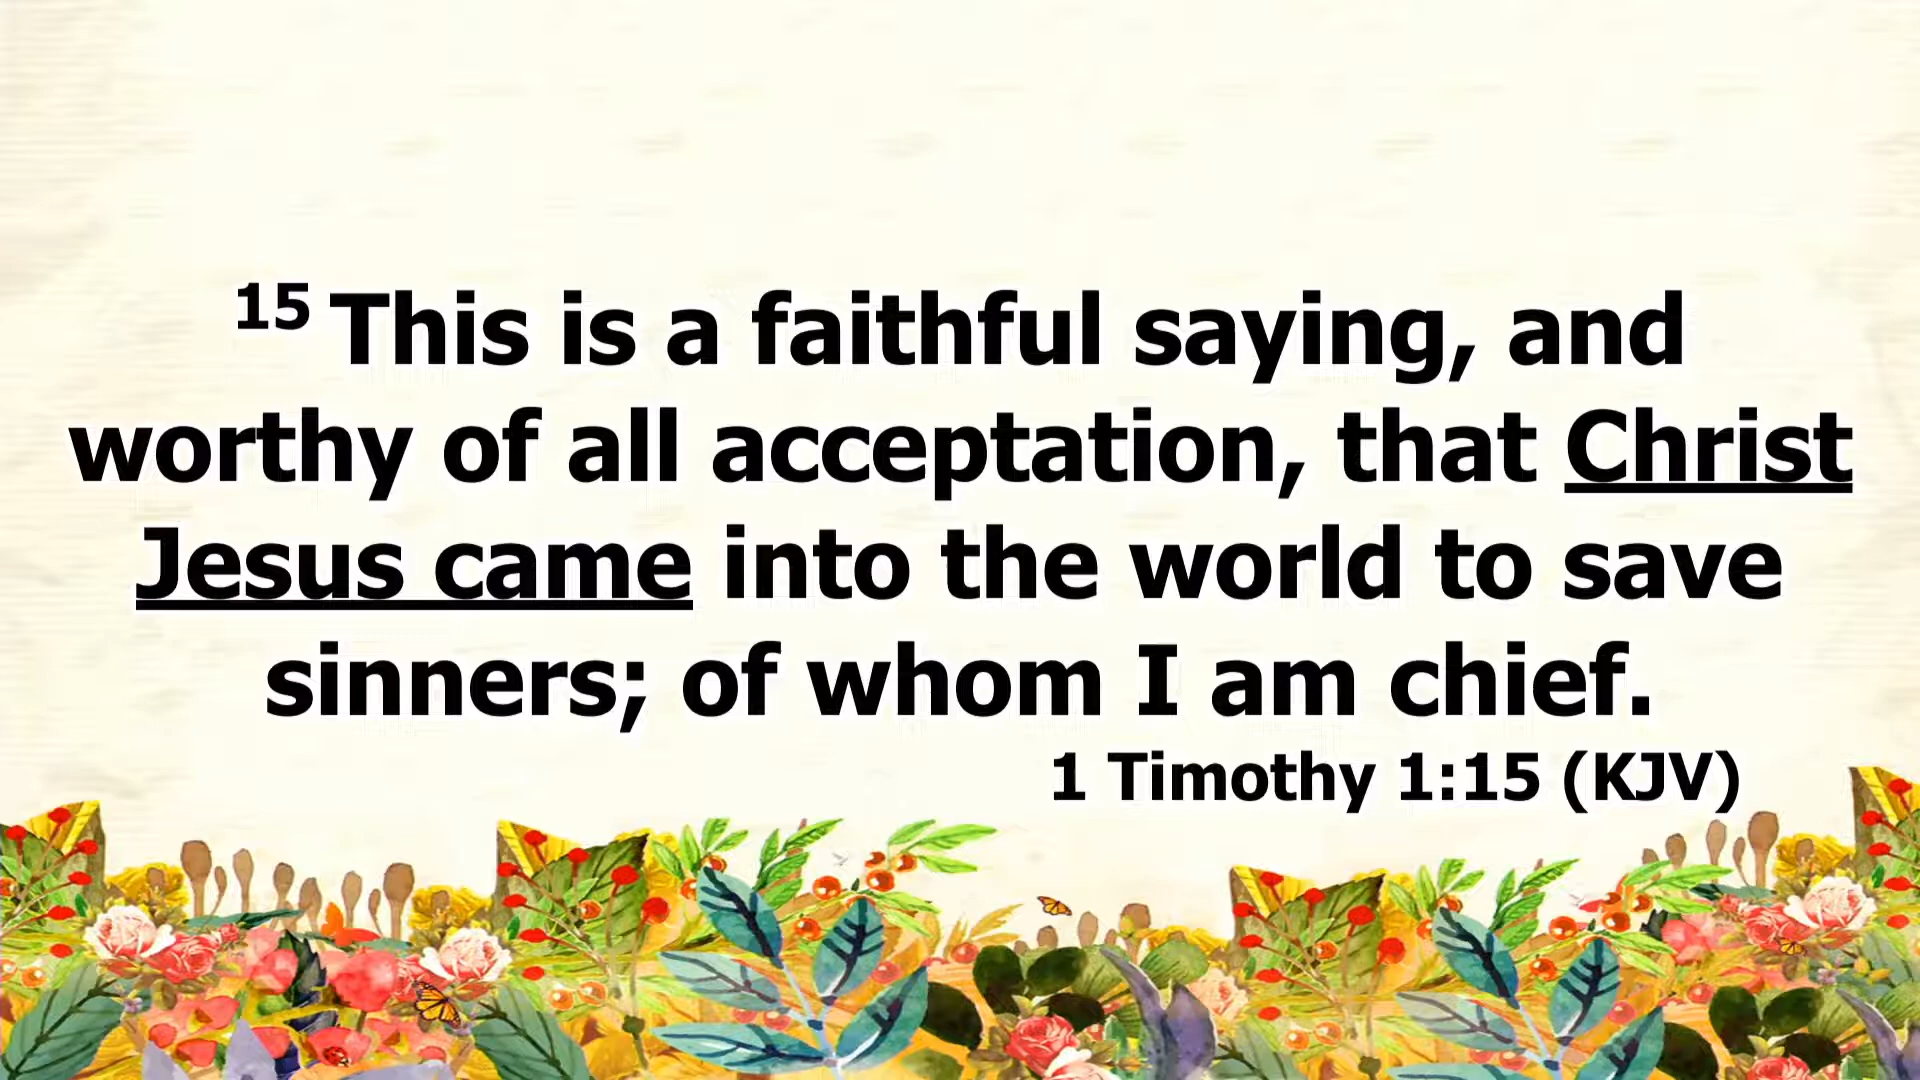 15 This is a faithful saying, and
worthy of all acceptation, that Christ
Jesus came into the world to save
sinners; of whom I am chief.
1 Timothy 1:15 (KJV)